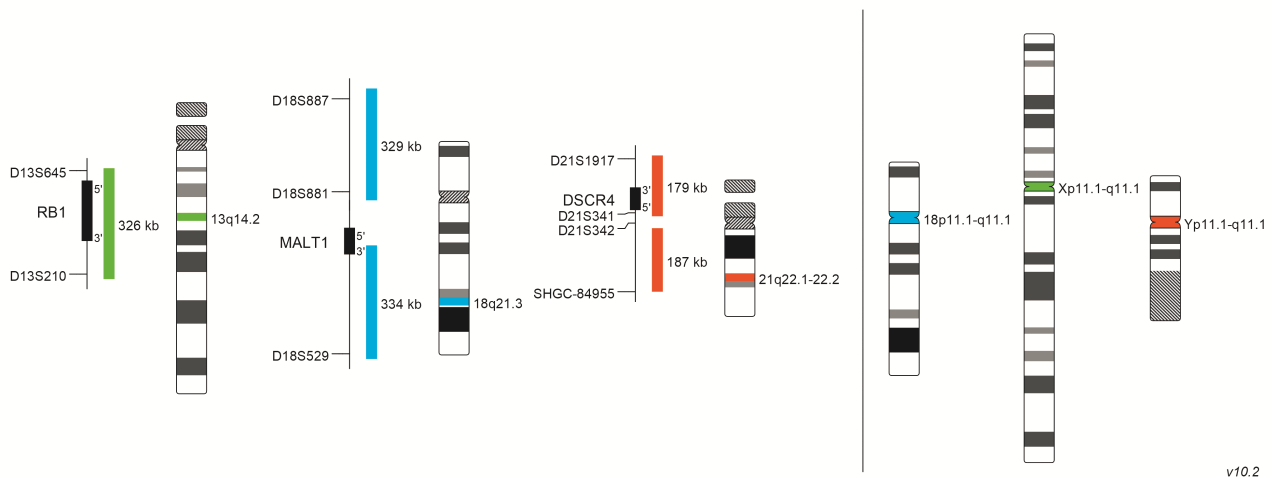 D13S645
5'
RB1
3'
D13S210
326 kb
13q14.2
D18S887
329 kb
D18S881
MALT1
5'
3'
334 kb
D18S529
18q21.3
D21S1917
179 kb
DSCR4
3'
5'
D21S341
D21S342
187 kb
SHGC-84955
21q22.1-22.2
18p11.1-q11.1
Xp11.1-q11.1
Yp11.1-q11.1
v10.2